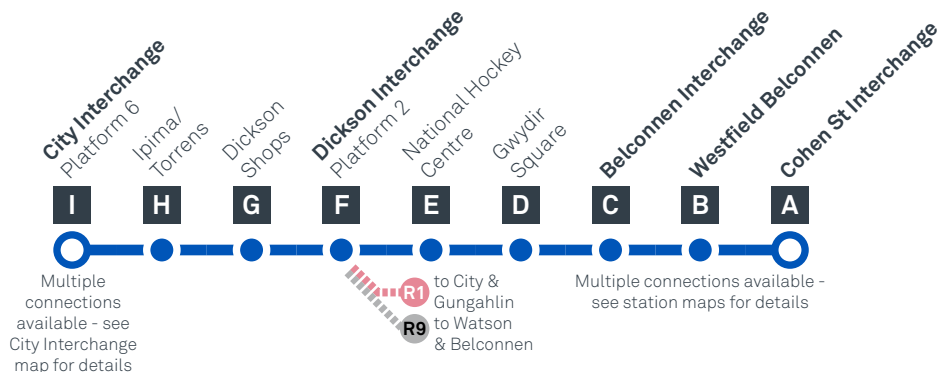 City Interchange
Platform 6
Ipima/
Torrens
Dickson
Shops
Dickson Interchange
Platform 2
National Hockey
Centre
Gwydir
Square
Belconnen Interchange
Westfield Belconnen
Cohen St Interchange
I
H
G
F
E
D
C
B
A
Multiple
connections
available - see
City Interchange
map for details
R1
to City &
Gungahlin
R9
to Watson
& Belconnen
Multiple connections available -
see station maps for details